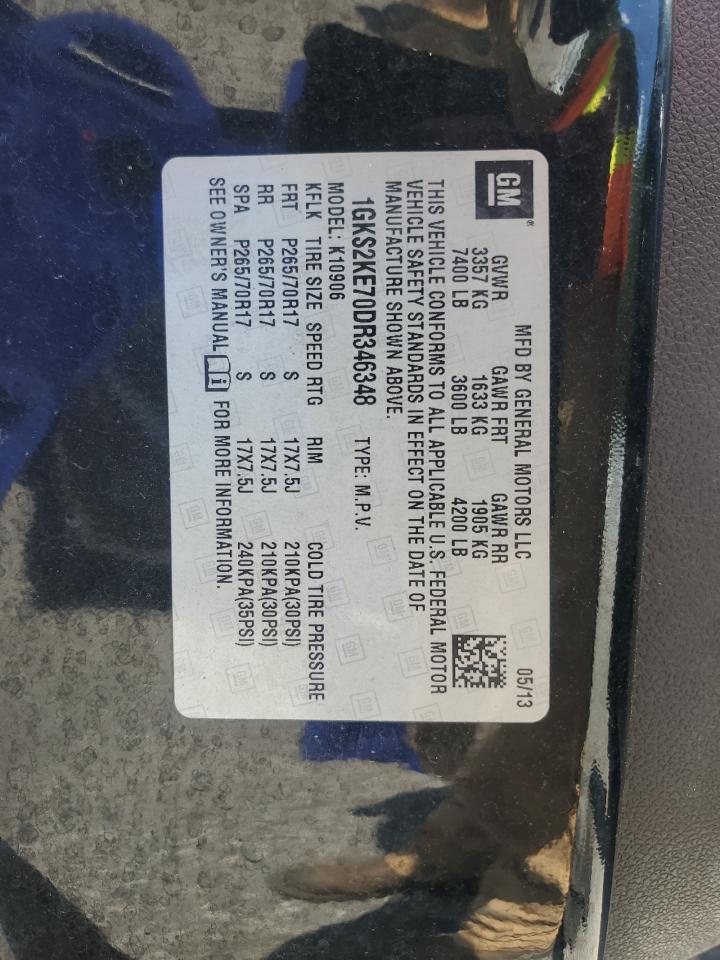 GM
MFD BY GENERAL MOTORS LLC 05/13
GVWR GAWR FRT GAWR RR
3357 KG 1633 KG 1905 KG
7400 LB 3600 LB 4200 LB
THIS VEHICLE CONFORMS TO ALL APPLICABLE U.S. FEDERAL MOTOR
VEHICLE SAFETY STANDARDS IN EFFECT ON THE DATE OF
MANUFACTURE SHOWN ABOVE.
1GKS2KE70DR346348 TYPE: M.P.V.
MODEL: K10906
KFLK TIRE SIZE SPEED RTG RIM COLD TIRE PRESSURE
FRT P265/70R17 S 17X7.5J 210KPA(30PSI)
RR P265/70R17 S 17X7.5J 210KPA(30PSI)
SPA P265/70R17 S 17X7.5J 240KPA(35PSI)
SEE OWNER'S MANUAL i FOR MORE INFORMATION.